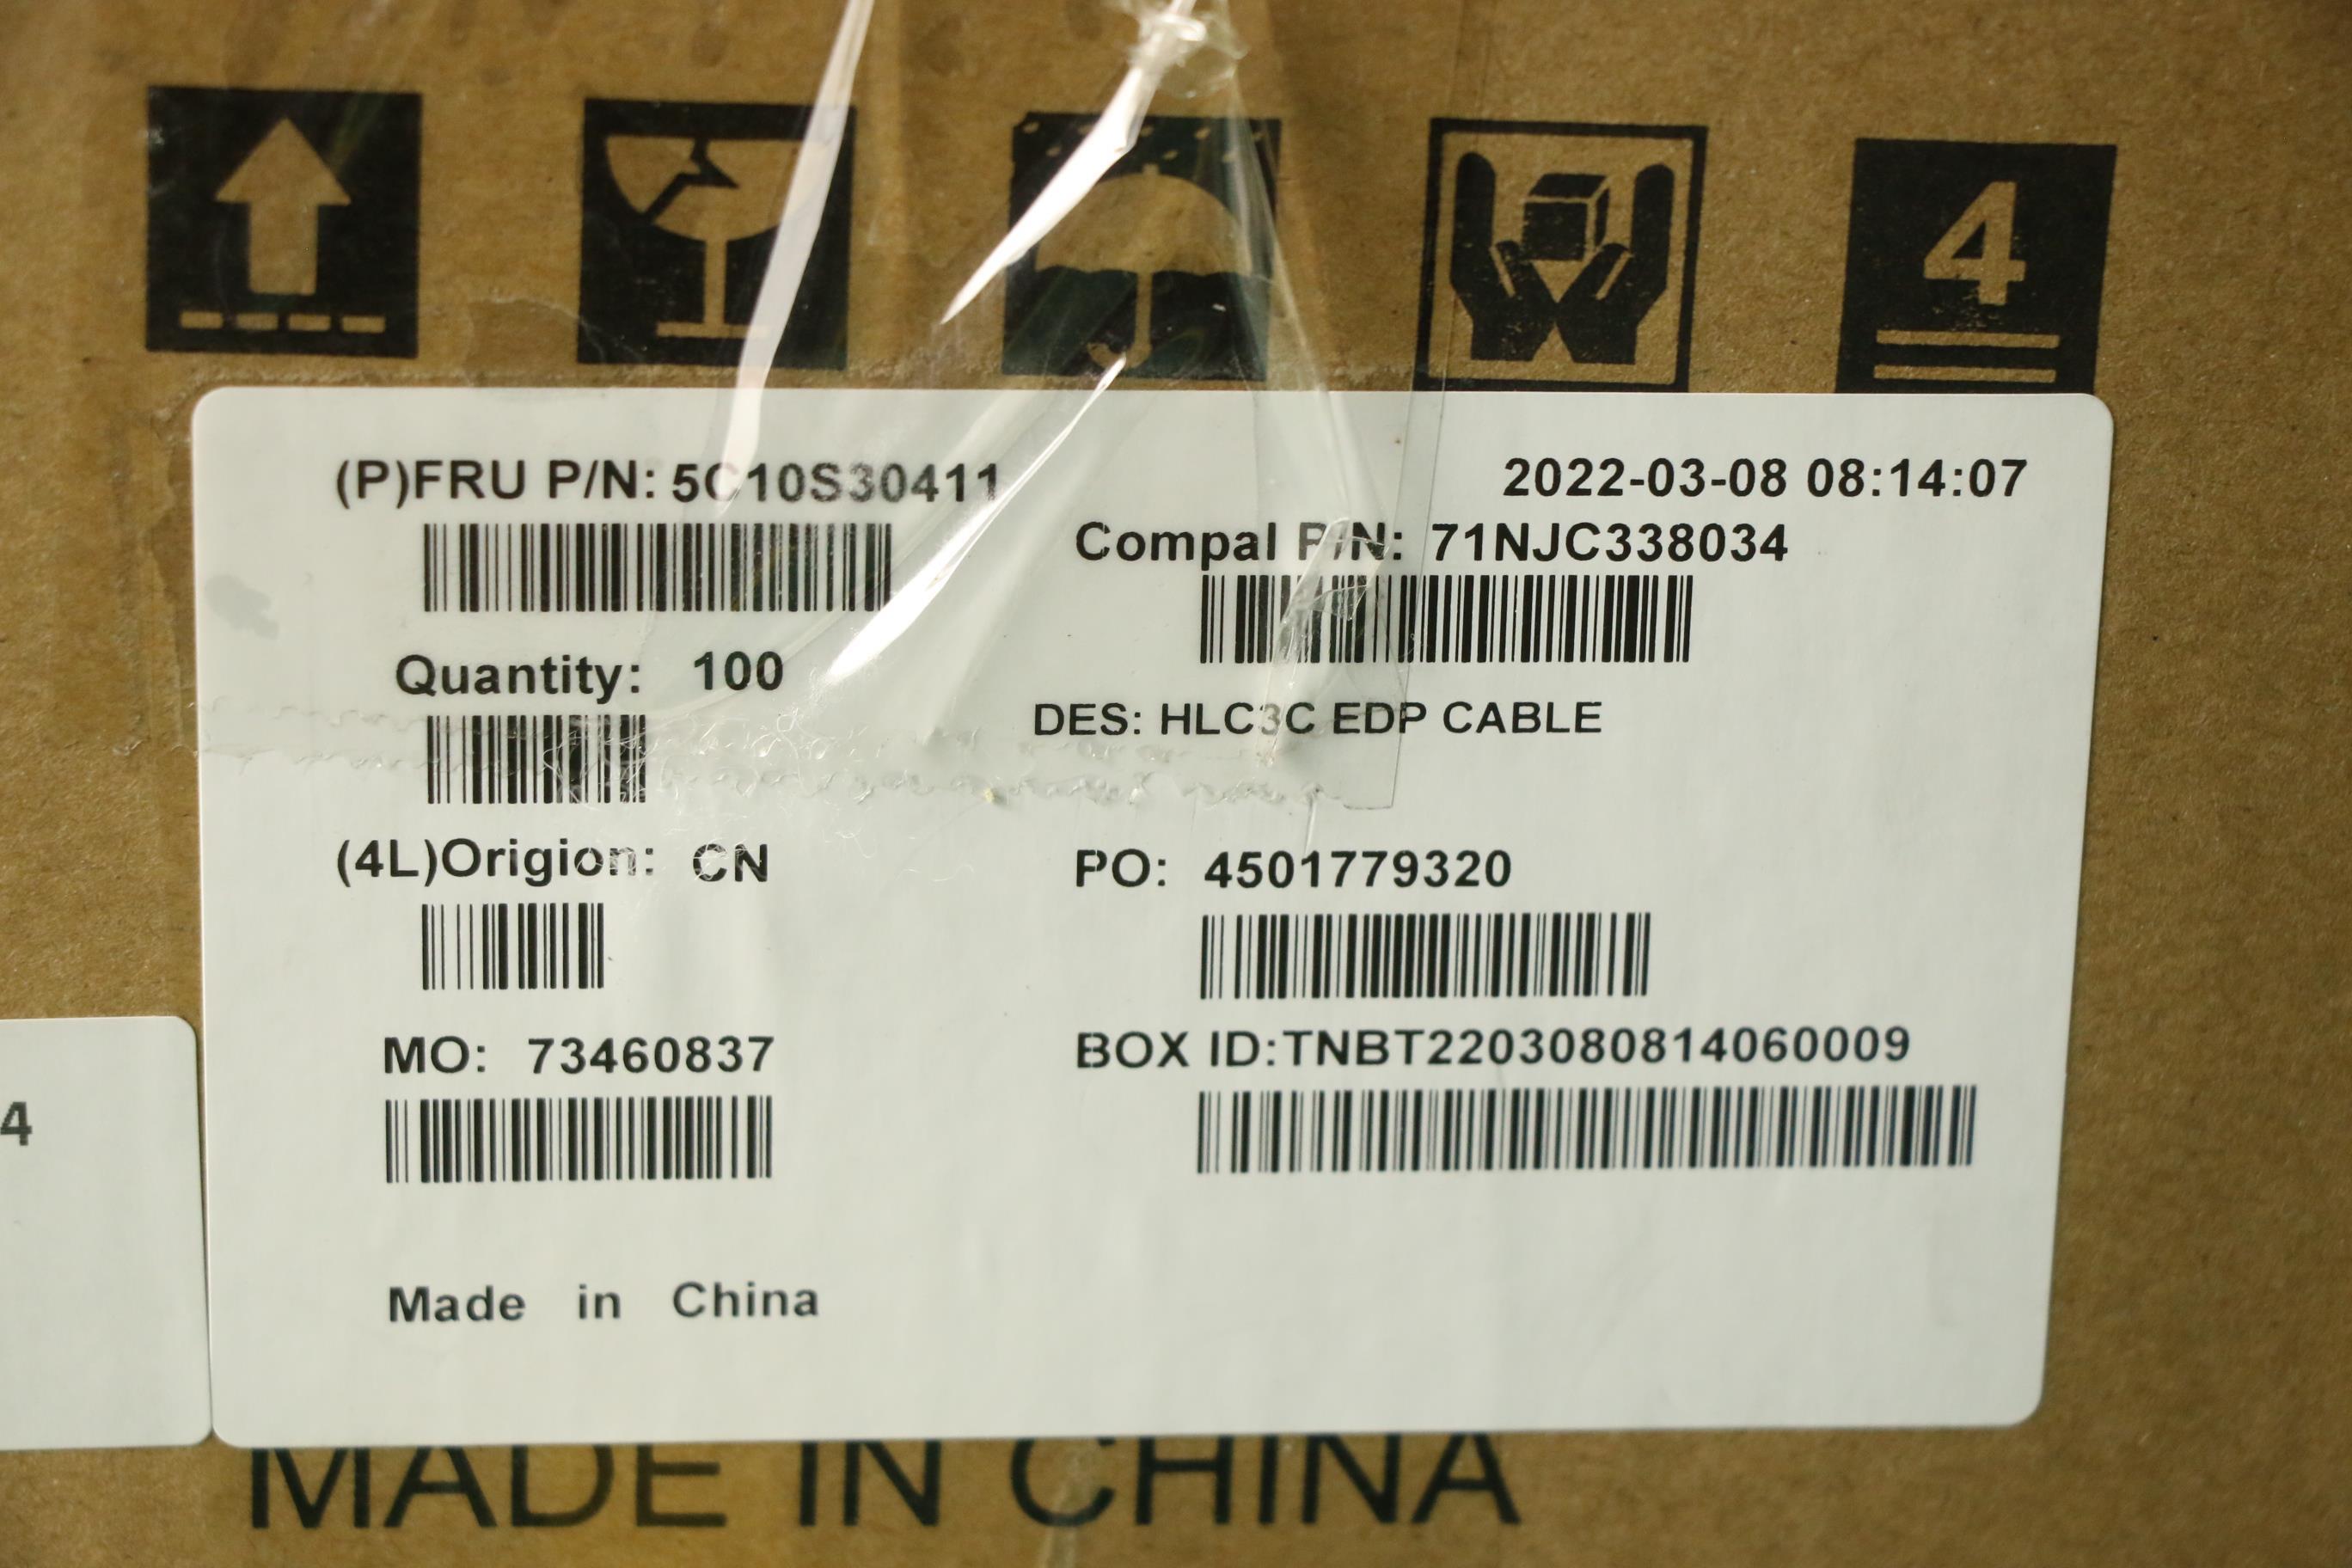 4
(P)FRU P/N: 5C10S30411
2022-03-08 08:14:07
Compal P/N: 71NJC338034
Quantity: 100
DES: HLC3C EDP CABLE
(4L)Origion: CN
PO: 4501779320
MO: 73460837
BOX ID:TNBT2203080814060009
4
Made in China
MADE IN CHINA